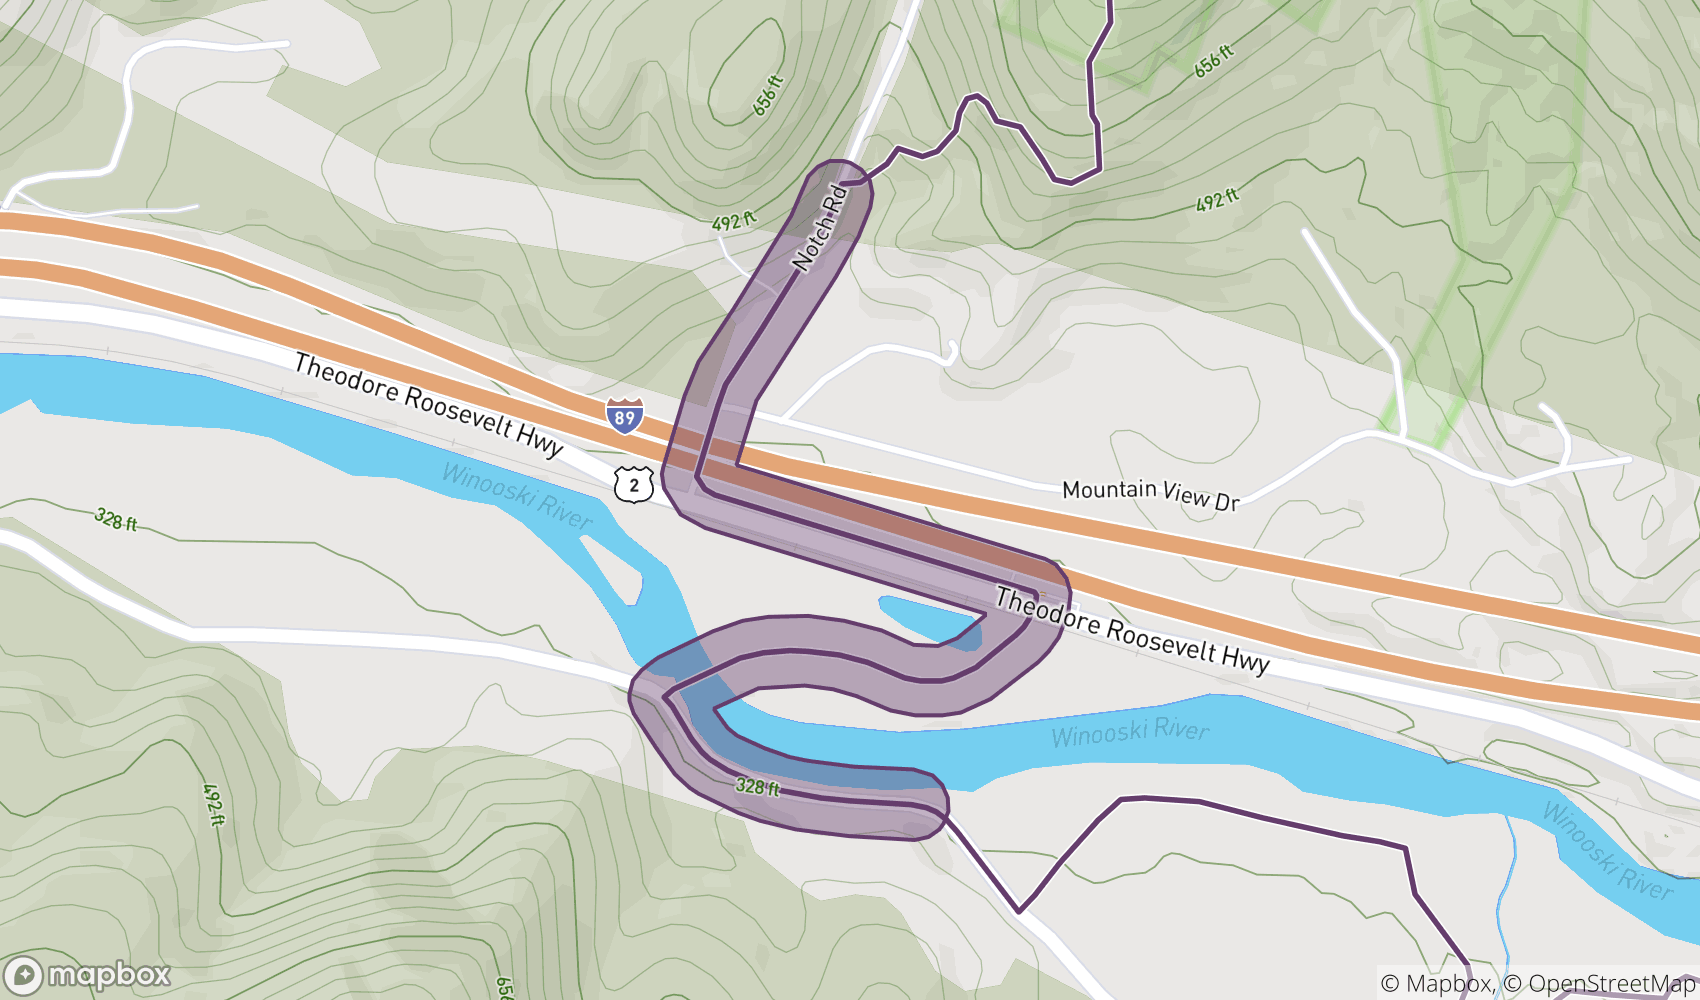 656 ft
656 ft
492 ft
492 ft
Notch Rd
Theodore Roosevelt Hwy
89
2
Winooski River
Mountain View Dr
328 ft
Theodore Roosevelt Hwy
Winooski River
328 ft
492 ft
Winooski River
656
mapbox
© Mapbox, © OpenStreetMap